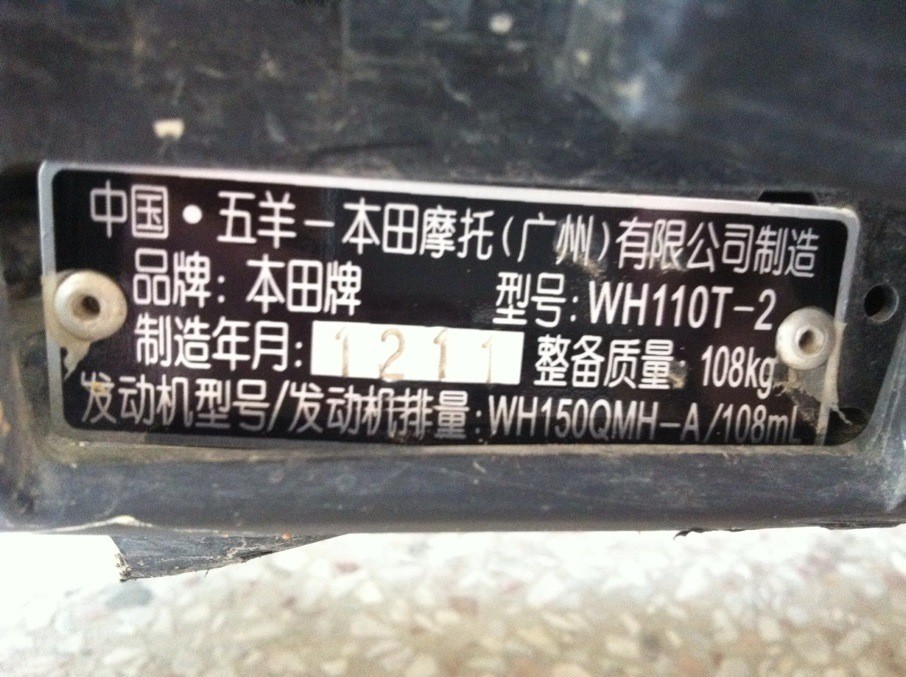 中国·五羊—本田摩托(广州)有限公司制造
品牌:本田牌 型号:WH110T-2
制造年月:1211 整备质量:108kg
发动机型号/发动机排量:WH150QMH-A/108mL